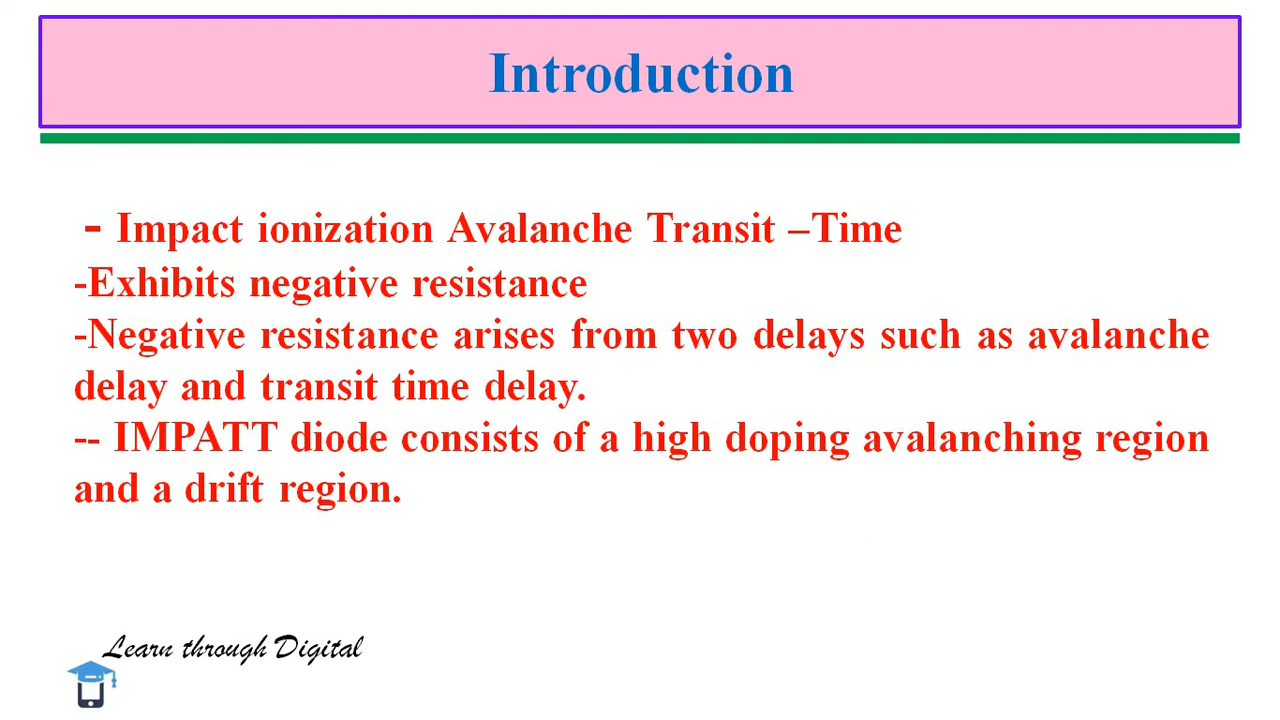 Introduction
- Impact ionization Avalanche Transit –Time
-Exhibits negative resistance
-Negative resistance arises from two delays such as avalanche
delay and transit time delay.
-- IMPATT diode consists of a high doping avalanching region
and a drift region.
Learn through Digital